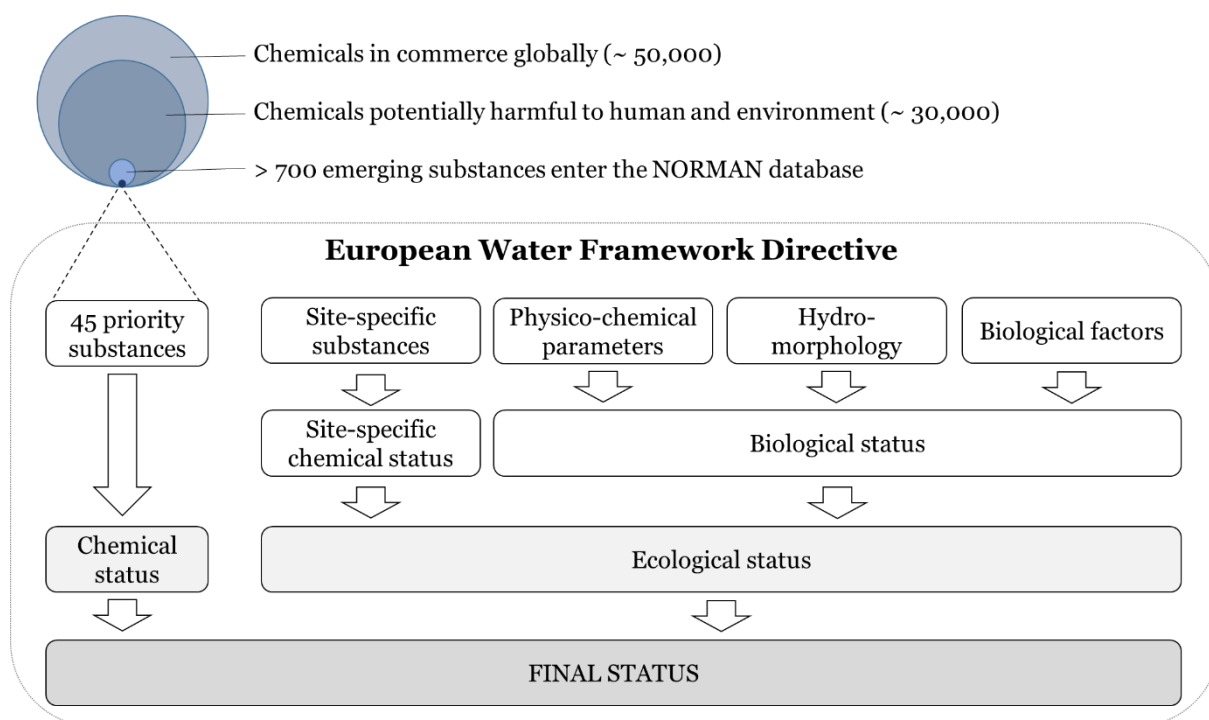 Chemicals in commerce globally (~ 50,000)
Chemicals potentially harmful to human and environment (~ 30,000)
> 700 emerging substances enter the NORMAN database
European Water Framework Directive
45 priority
substances
Site-specific
substances
Physico-chemical
parameters
Hydro-
morphology
Biological factors
Site-specific
chemical status
Biological status
Chemical
status
Ecological status
FINAL STATUS